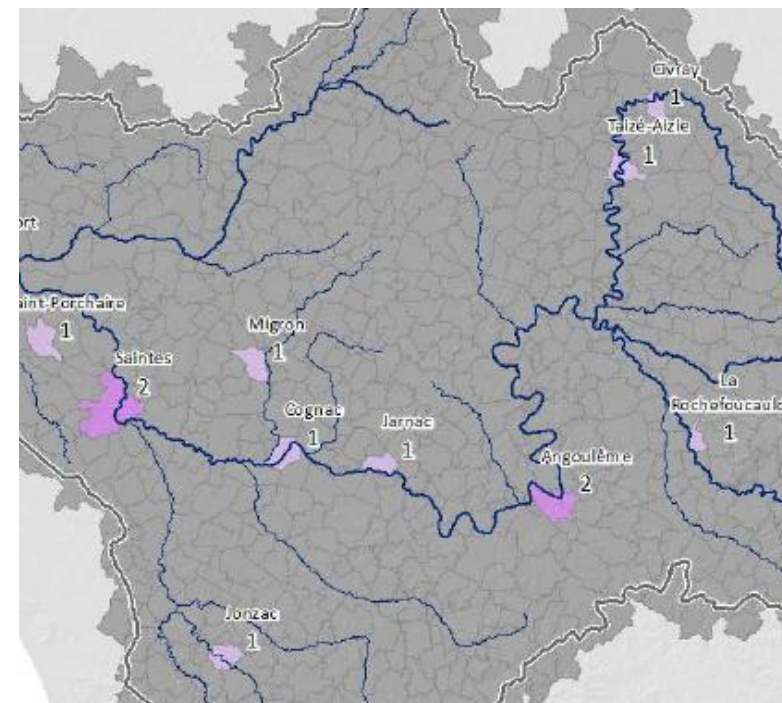 Civray
1
Taizé-Aizie
1
ort
aint-Porchaire
1
Migron
1
Saintes
2
La
Rochefoucauld
1
Cognac
1
Jarnac
1
Angoulême
2
Jonzac
1